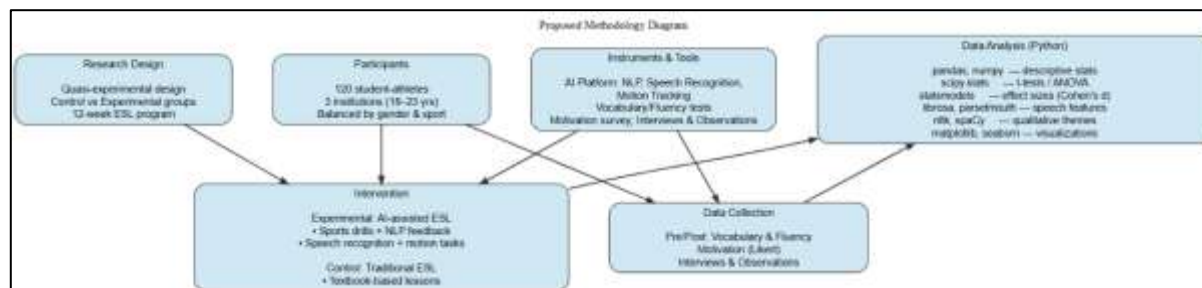 Proposed Methodology Diagram
Research Design
Quasi-experimental design
Control vs Experimental groups
12-week ESL program
Participants
120 student-athletes
3 institutions (18–23 yrs)
Balanced by gender & sport
Instruments & Tools
AI Platform: NLP, Speech Recognition,
Motion Tracking
Vocabulary/Fluency tests
Motivation survey; Interviews & Observations
Data Analysis (Python)
pandas, numpy — descriptive stats
scipy.stats — t-tests / ANOVA
statsmodels — effect sizes (Cohen's d)
librosa, parselmouth — speech features
nltk, spaCy — qualitative themes
matplotlib, seaborn — visualizations
Intervention
Experimental: AI-assisted ESL
• Sports drills + NLP feedback
• Speech recognition + motion tasks
Control: Traditional ESL
• Textbook-based lessons
Data Collection
Pre/Post: Vocabulary & Fluency
Motivation (Likert)
Interviews & Observations